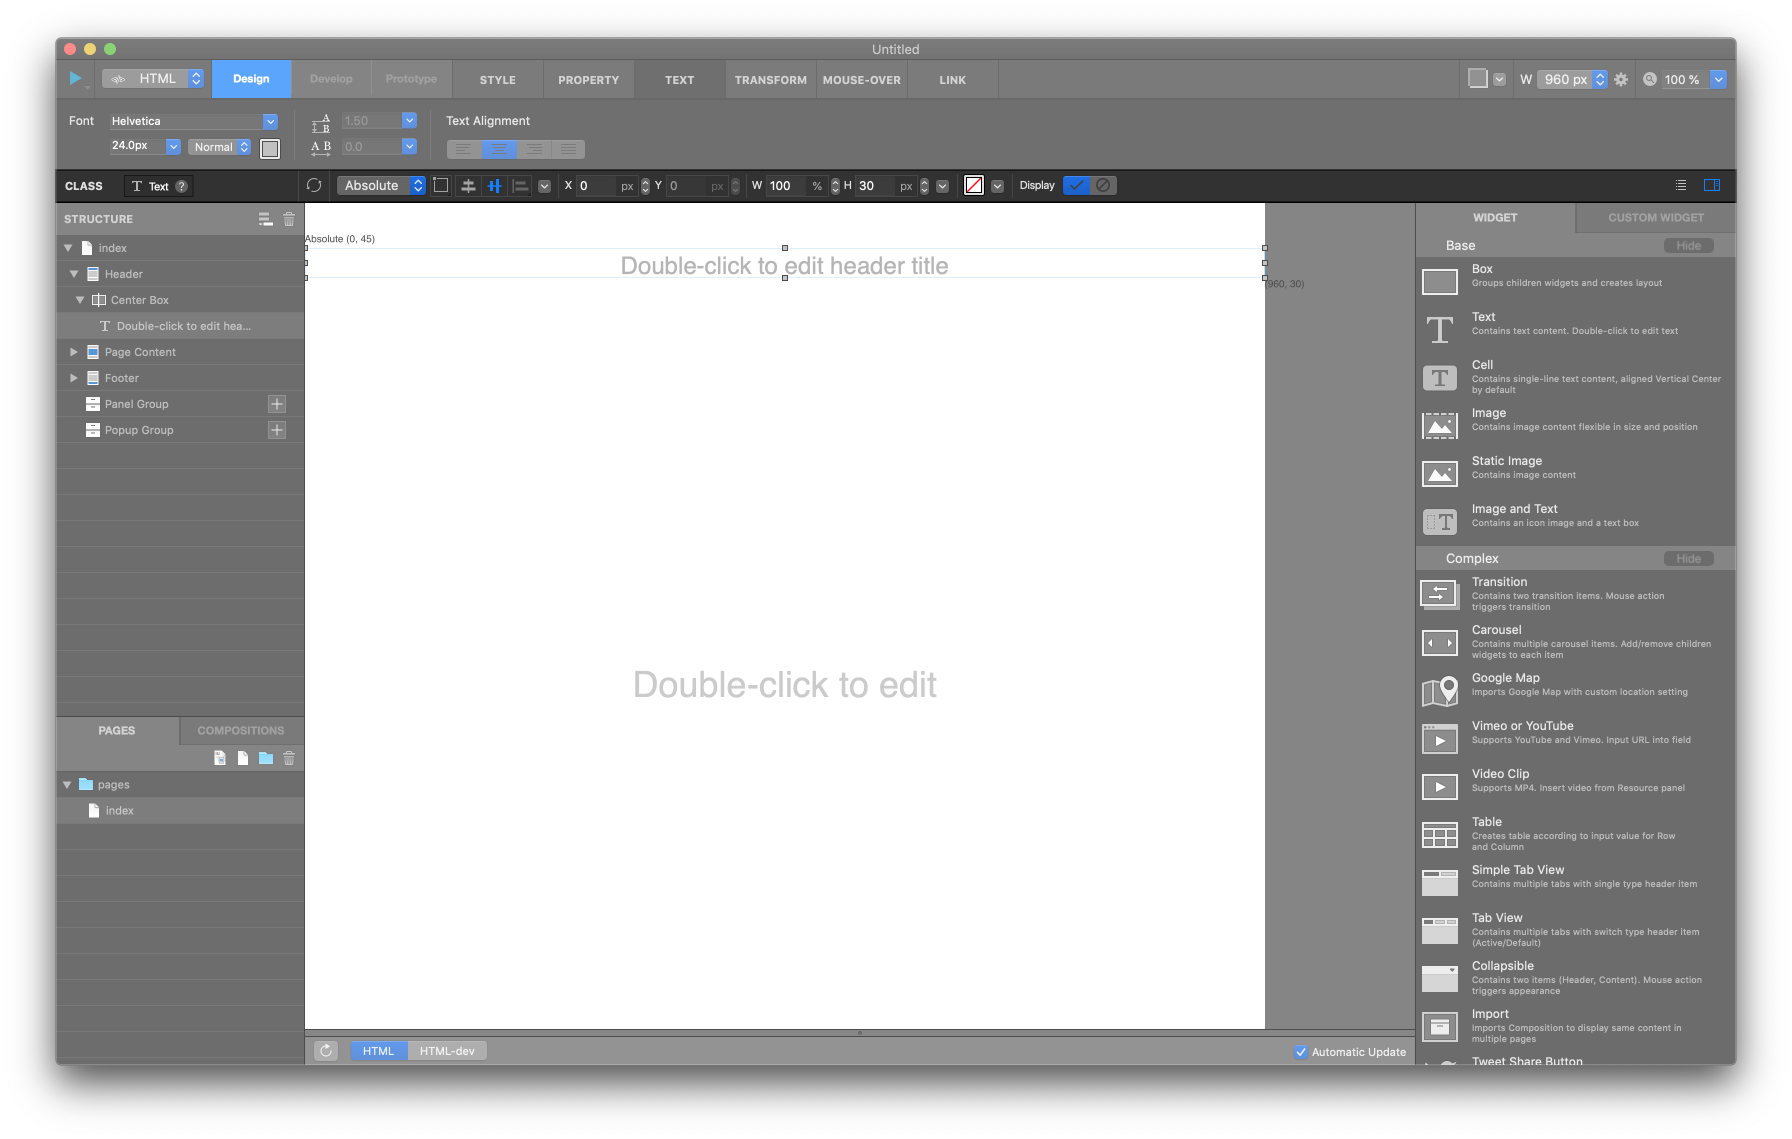 Untitled
HTML
Design
Develop
Prototype
STYLE
PROPERTY
TEXT
TRANSFORM
MOUSE-OVER
LINK
W 960 px
100 %
Font Helvetica
24.0px Normal
A B 1.50
A B 0.0
Text Alignment
CLASS T Text ?
Absolute
X 0 px
Y 0 px
W 100 %
H 30 px
Display
STRUCTURE
index
Header
Center Box
T Double-click to edit hea...
Page Content
Footer
Panel Group
Popup Group
PAGES
COMPOSITIONS
pages
index
Absolute (0, 45)
Double-click to edit header title
(960, 30)
Double-click to edit
HTML
HTML-dev
Automatic Update
WIDGET
CUSTOM WIDGET
Base Hide
Box
Groups children widgets and creates layout
Text
Contains text content. Double-click to edit text
Cell
Contains single-line text content, aligned Vertical Center
by default
Image
Contains image content flexible in size and position
Static Image
Contains image content
Image and Text
Contains an icon image and a text box
Complex Hide
Transition
Contains two transition items. Mouse action
triggers transition
Carousel
Contains multiple carousel items. Add/remove children
widgets to each item
Google Map
Imports Google Map with custom location setting
Vimeo or YouTube
Supports YouTube and Vimeo. Input URL into field
Video Clip
Supports MP4. Insert video from Resource panel
Table
Creates table according to input value for Row
and Column
Simple Tab View
Contains multiple tabs with single type header item
Tab View
Contains multiple tabs with switch type header item
(Active/Default)
Collapsible
Contains two items (Header, Content). Mouse action
triggers appearance
Import
Imports Composition to display same content in
multiple pages
Tweet Share Button